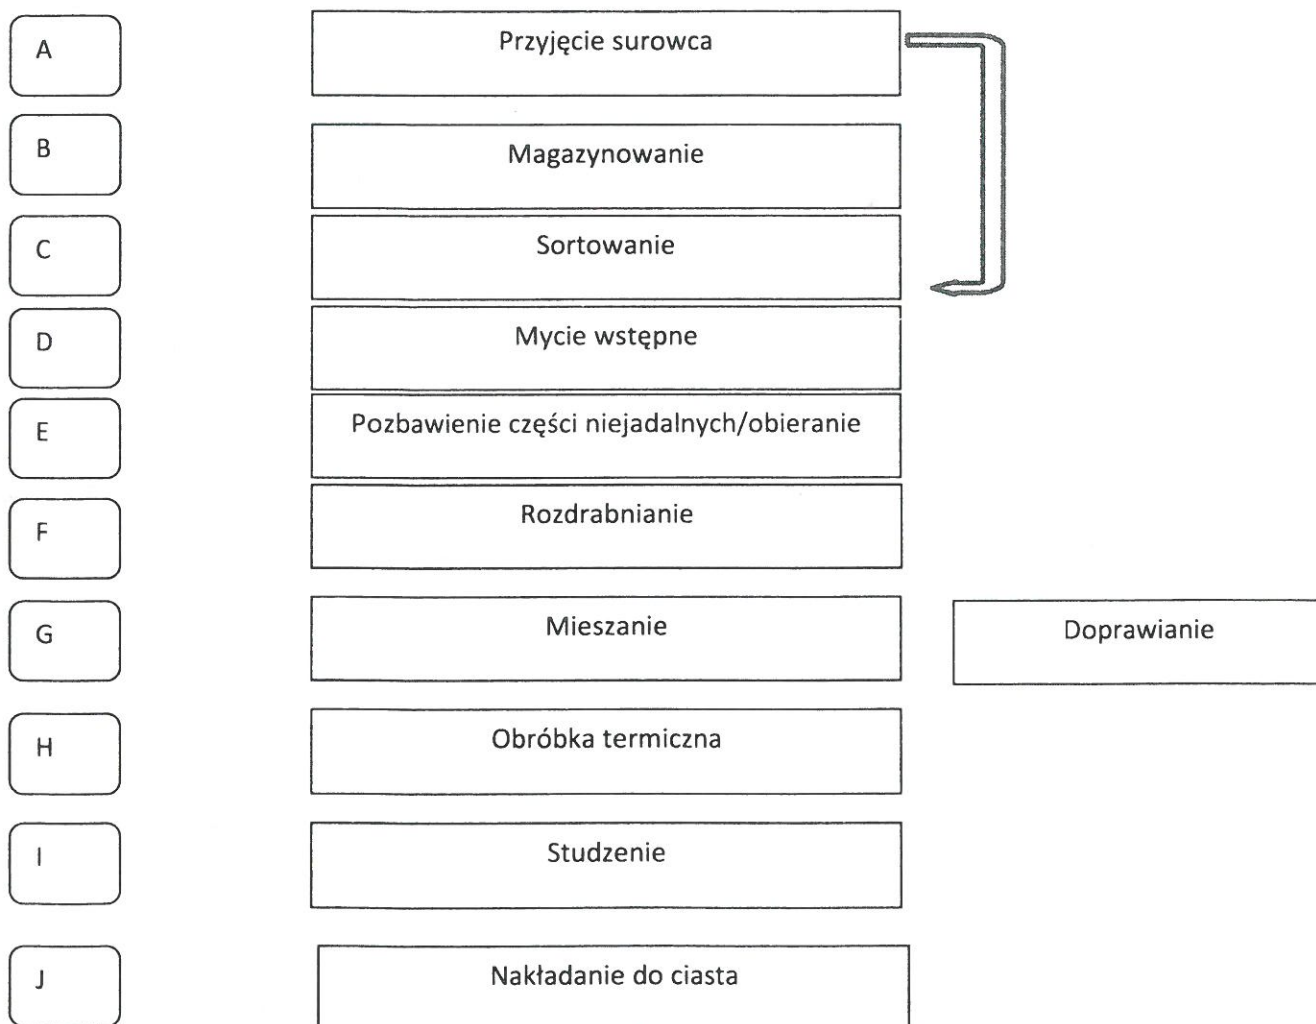 A
Przyjęcie surowca
B
Magazynowanie
C
Sortowanie
D
Mycie wstępne
E
Pozbawienie części niejadalnych/obieranie
F
Rozdrabnianie
G
Mieszanie
Doprawianie
H
Obróbka termiczna
I
Studzenie
J
Nakładanie do ciasta